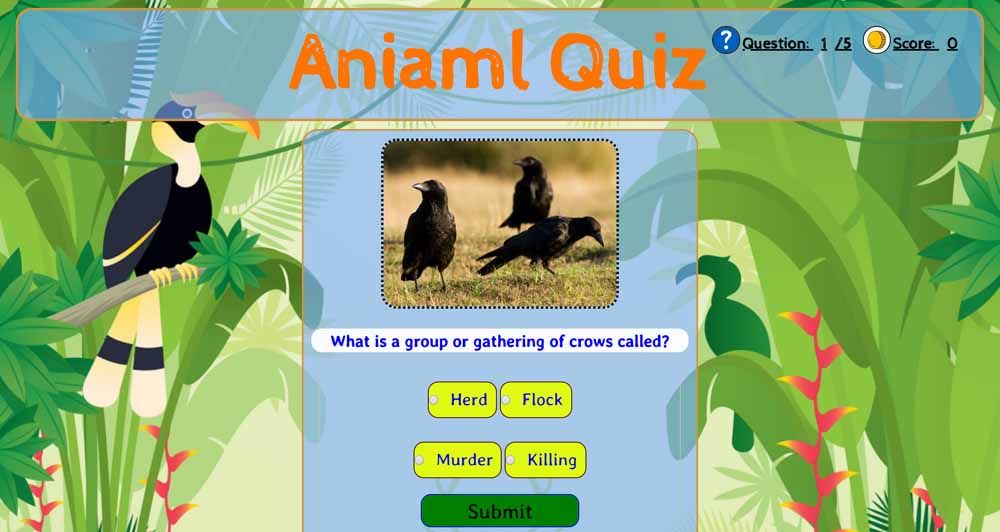 Aniaml Quiz
? Question: 1 /5 Score: 0
What is a group or gathering of crows called?
Herd Flock
Murder Killing
Submit